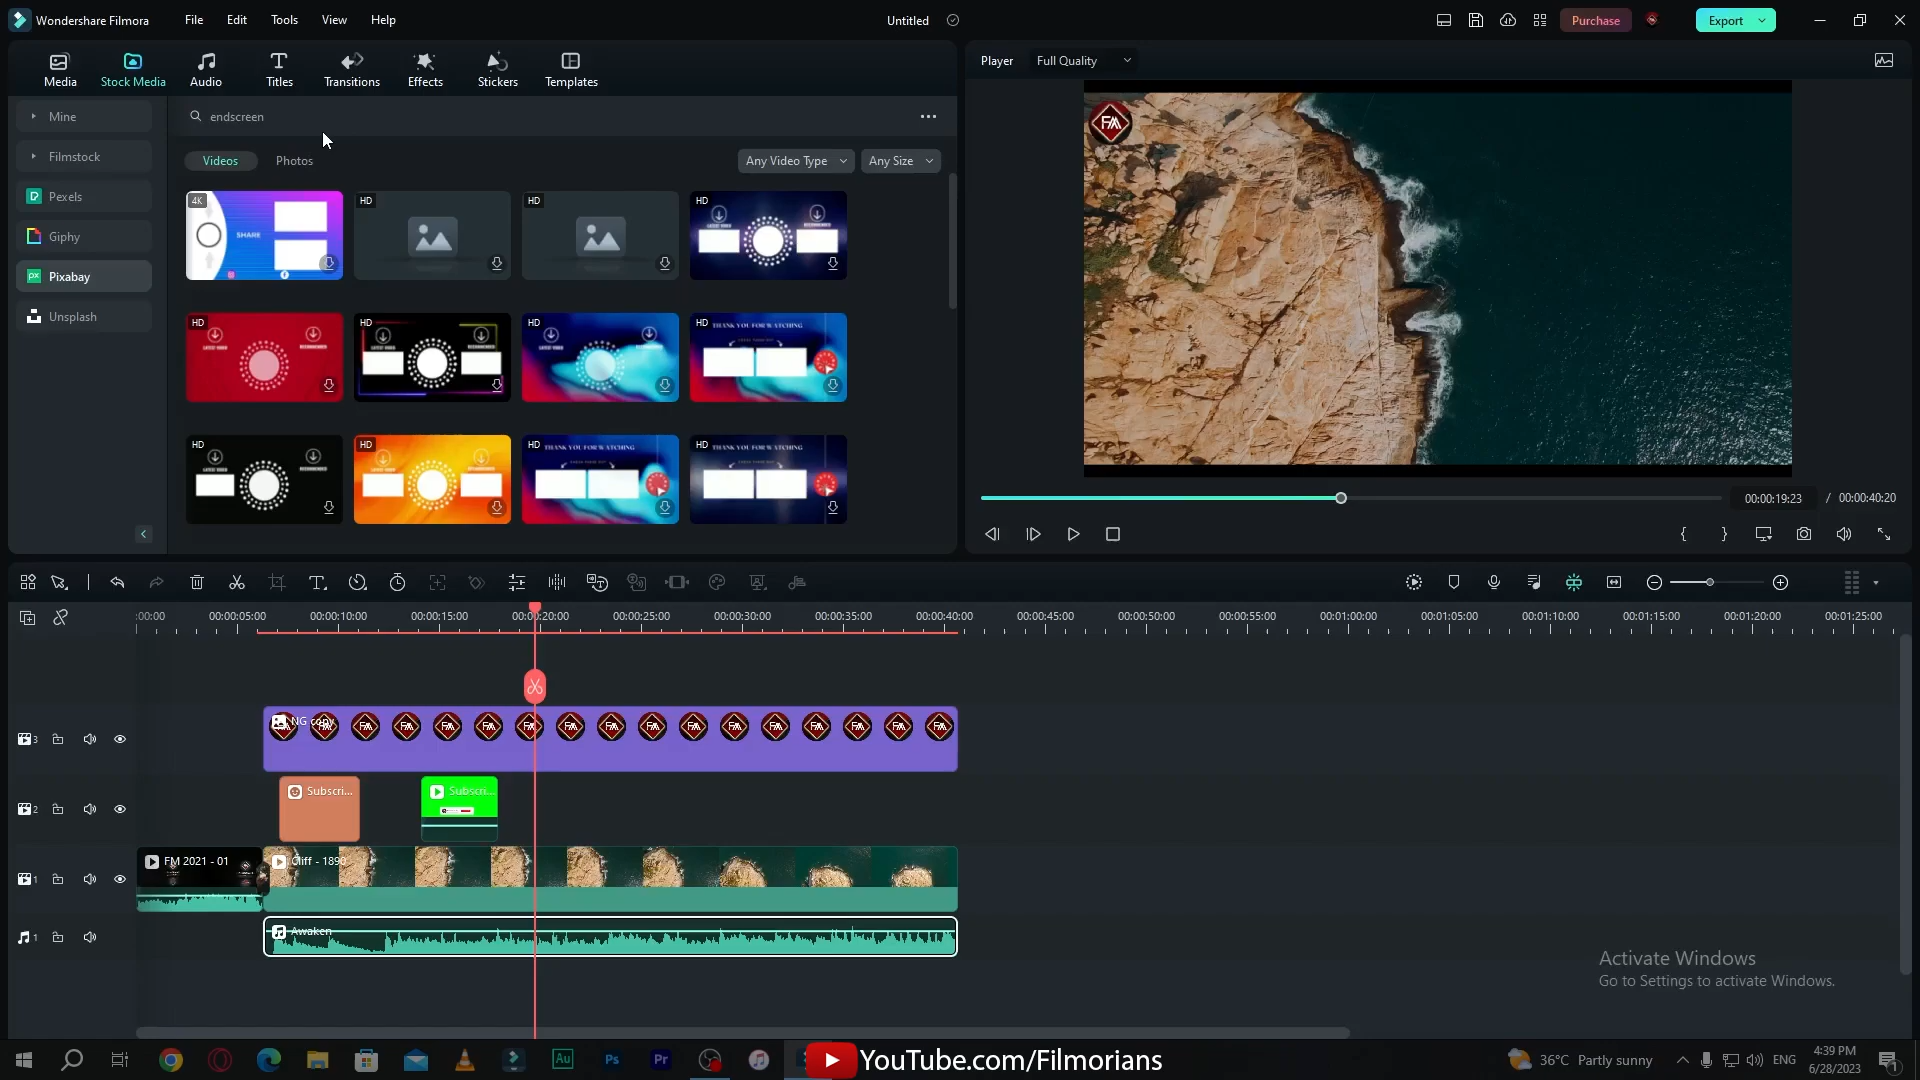 Wondershare Filmora
File
Edit
Tools
View
Help
Untitled
Purchase
Export
Media
Stock Media
Audio
Titles
Transitions
Effects
Stickers
Templates
Player
Full Quality
Mine
Filmstock
Pexels
Giphy
Pixabay
Unsplash
endscreen
Videos
Photos
Any Video Type
Any Size
4K
SHARE
HD
HD
HD
HD
HD
HD
HD
THANK YOU FOR WATCHING
HD
HD
HD
THANK YOU FOR WATCHING
HD
THANK YOU FOR WATCHING
FM
00:00:19:23 / 00:00:40:20
:00:00
00:00:05:00
00:00:10:00
00:00:15:00
00:00:20:00
00:00:25:00
00:00:30:00
00:00:35:00
00:00:40:00
00:00:45:00
00:00:50:00
00:00:55:00
00:01:00:00
00:01:05:00
00:01:10:00
00:01:15:00
00:01:20:00
00:01:25:00
3
NG copy
2
Subscri...
Subscri...
1
FM 2021 - 01
Cliff - 1890
1
Awaken
Activate Windows
Go to Settings to activate Windows.
Au
Ps
Pr
YouTube.com/Filmorians
36°C Partly sunny
ENG
4:39 PM
6/28/2023
1